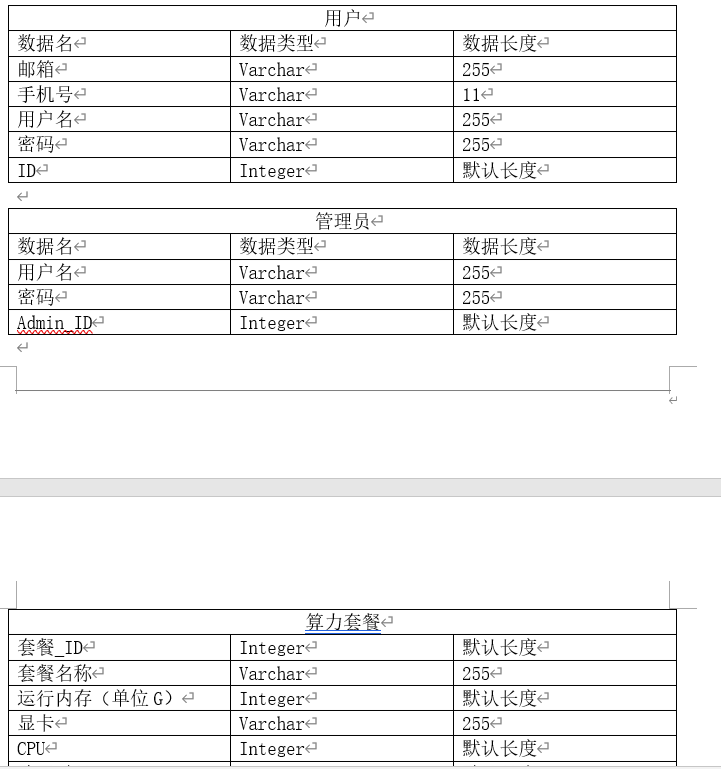 用户
数据名 数据类型 数据长度
邮箱 Varchar 255
手机号 Varchar 11
用户名 Varchar 255
密码 Varchar 255
ID Integer 默认长度
管理员
数据名 数据类型 数据长度
用户名 Varchar 255
密码 Varchar 255
Admin_ID Integer 默认长度
算力套餐
套餐_ID Integer 默认长度
套餐名称 Varchar 255
运行内存（单位 G） Integer 默认长度
显卡 Varchar 255
CPU Integer 默认长度